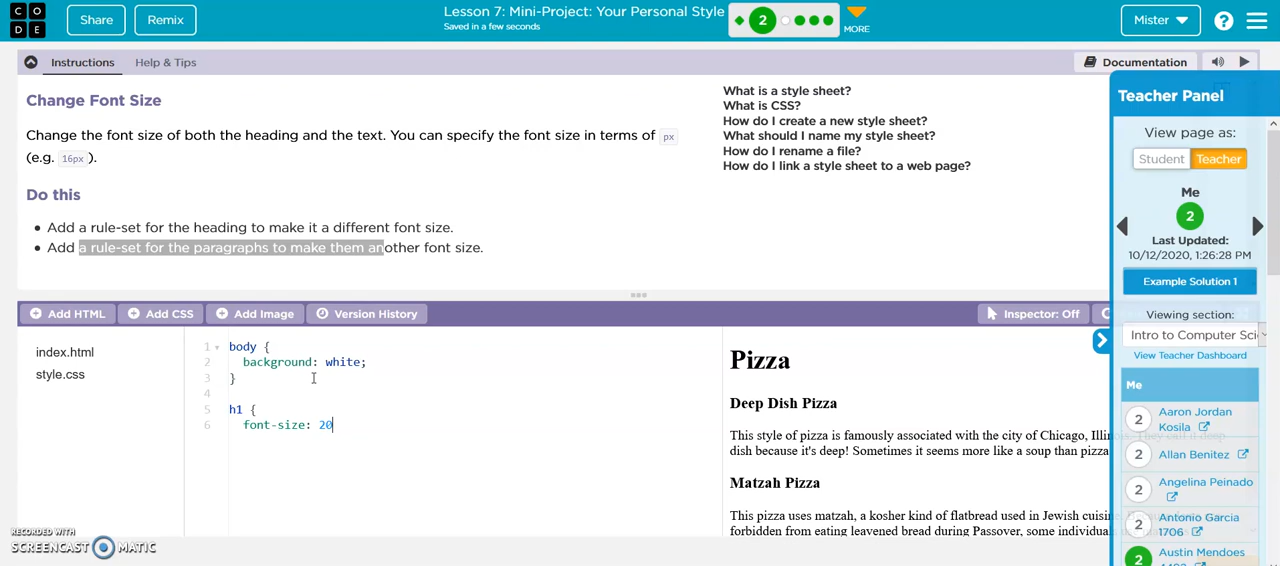 C O
D E
Share
Remix
Lesson 7: Mini-Project: Your Personal Style
Saved in a few seconds
2
MORE
Mister
?
Instructions
Help & Tips
Documentation
Change Font Size
Change the font size of both the heading and the text. You can specify the font size in terms of px
(e.g. 16px).
Do this
• Add a rule-set for the heading to make it a different font size.
• Add a rule-set for the paragraphs to make them another font size.
What is a style sheet?
What is CSS?
How do I create a new style sheet?
What should I name my style sheet?
How do I rename a file?
How do I link a style sheet to a web page?
Add HTML
Add CSS
Add Image
Version History
Inspector: Off
index.html
style.css
1 body {
2 background: white;
3 }
4
5 h1 {
6 font-size: 20
Pizza
Deep Dish Pizza
This style of pizza is famously associated with the city of Chicago,
dish because it's deep! Sometimes it seems more like a soup than pizza
Matzah Pizza
This pizza uses matzah, a kosher kind of flatbread used in Jewish
forbidden from eating leavened bread during Passover, some
Teacher Panel
View page as:
Student
Teacher
Me
2
Last Updated:
10/12/2020, 1:26:28 PM
Example Solution 1
Viewing section:
Intro to Computer Sci
View Teacher Dashboard
Me
2 Aaron Jordan
Kosila
2 Allan Benitez
2 Angelina Peinado
2 Antonio Garcia
1706
2 Austin Mendoes
RECORDED WITH
SCREENCAST MATIC